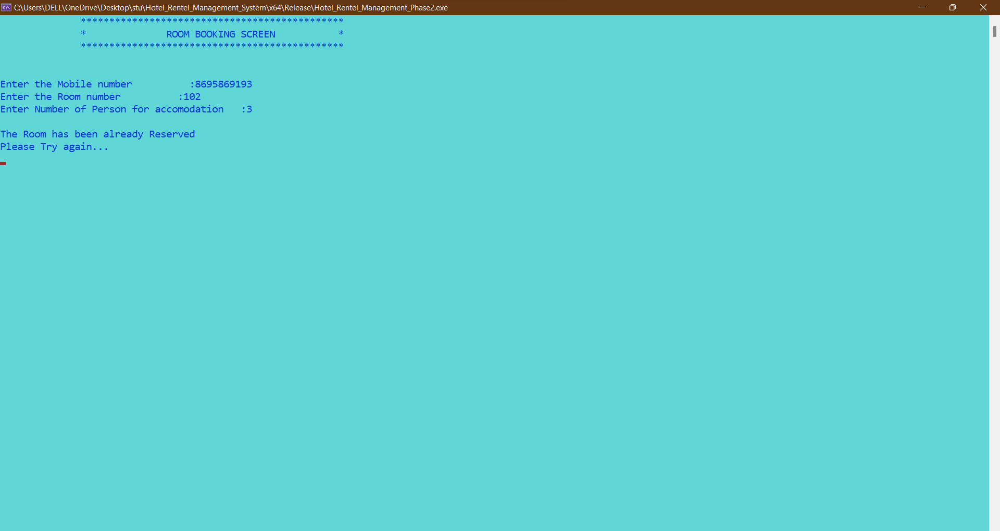 C:\Users\DELL\OneDrive\Desktop\stu\Hotel_Rentel_Management_System\x64\Release\Hotel_Rentel_Management_Phase2.exe
**********************************************
* ROOM BOOKING SCREEN *
**********************************************
Enter the Mobile number :8695869193
Enter the Room number :102
Enter Number of Person for accomodation :3
The Room has been already Reserved
Please Try again...